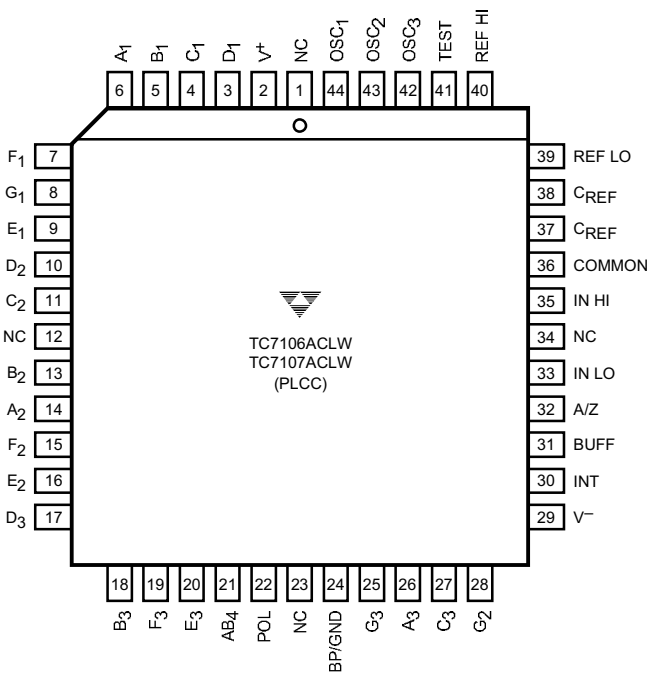 A1 B1 C1 D1 V+ NC OSC1 OSC2 OSC3 TEST REF HI
6 5 4 3 2 1 44 43 42 41 40
F1 7 39 REF LO
G1 8 38 CREF
E1 9 37 CREF
D2 10 36 COMMON
C2 11 35 IN HI
NC 12 34 NC
TC7106ACLW
TC7107ACLW
(PLCC)
B2 13 33 IN LO
A2 14 32 A/Z
F2 15 31 BUFF
E2 16 30 INT
D3 17 29 V–
18 19 20 21 22 23 24 25 26 27 28
B3 F3 E3 AB4 POL NC BP/GND G3 A3 C3 G2